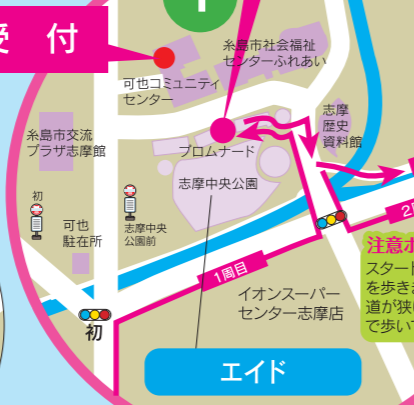 受付
糸島市社会福祉
センターふれあい
可也コミュニティ
センター
糸島市交流
プラザ志摩館
志摩
歴史
資料館
プロムナード
志摩中央公園
初
可也
駐在所
志摩中央
公園前
2
1周目
注意
スター
を歩き
道が狭
で歩い
イオンスーパー
センター志摩店
初
エイド